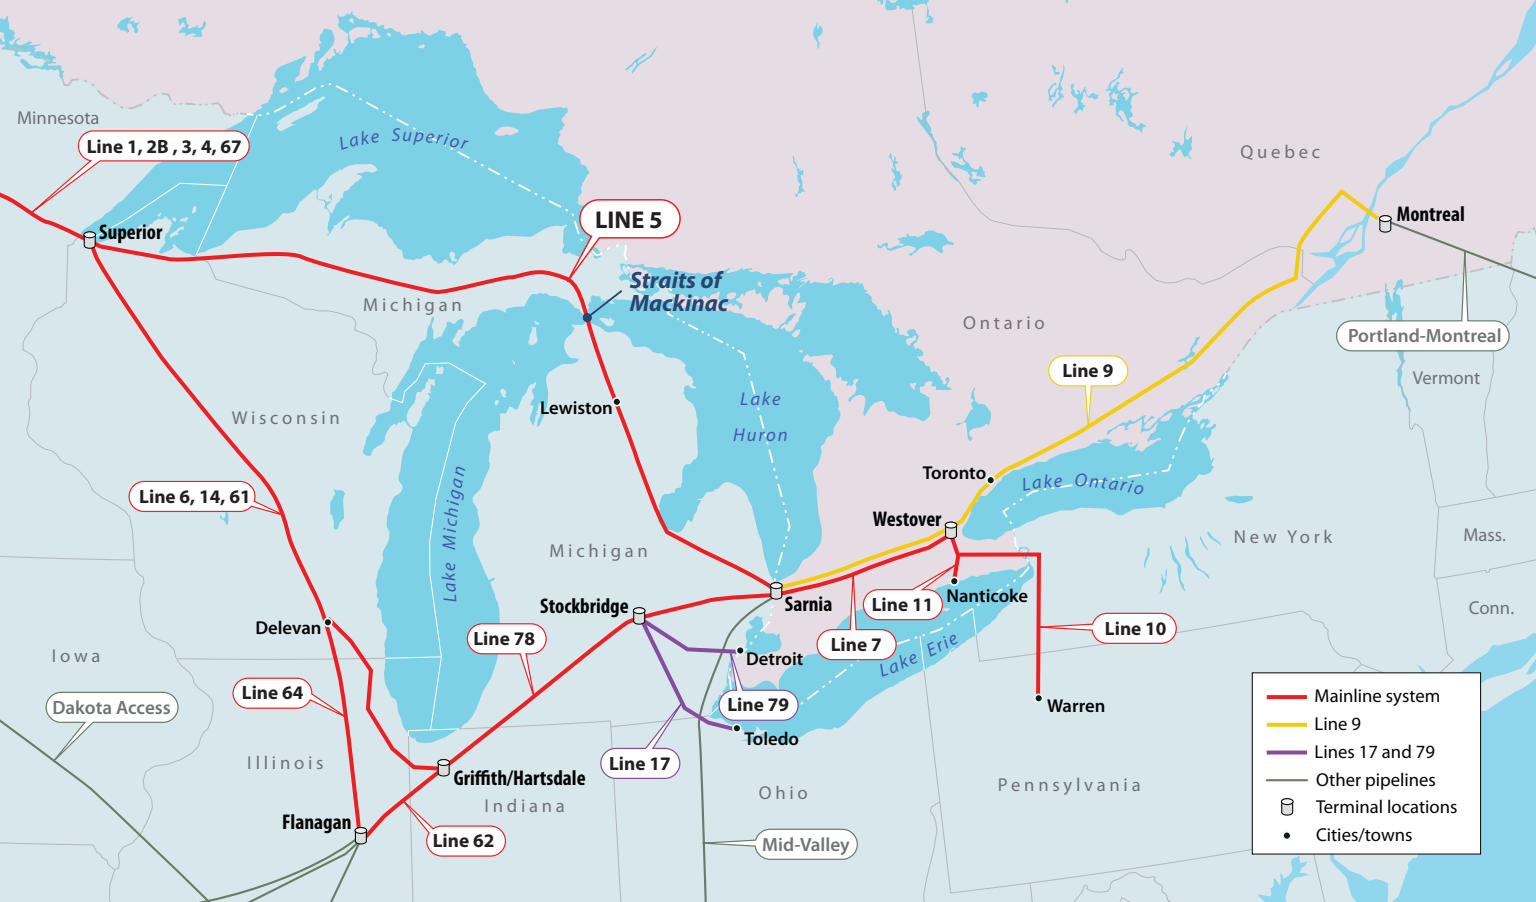 Minnesota
Line 1, 2B , 3, 4, 67
Lake Superior
Quebec
Superior
LINE 5
Montreal
Straits of
Mackinac
Michigan
Ontario
Portland-Montreal
Line 9
Vermont
Lewiston
Lake
Huron
Wisconsin
Toronto
Lake Ontario
Line 6, 14, 61
Westover
Lake Michigan
Michigan
New York
Mass.
Stockbridge
Sarnia
Line 11
Nanticoke
Conn.
Delevan
Line 78
Line 7
Line 10
Iowa
Detroit
Lake Erie
Line 64
Dakota Access
Line 79
Warren
Toledo
Line 17
Illinois
Griffith/Hartsdale
Indiana
Ohio
Pennsylvania
Flanagan
Line 62
Mid-Valley
Mainline system
Line 9
Lines 17 and 79
Other pipelines
Terminal locations
Cities/towns